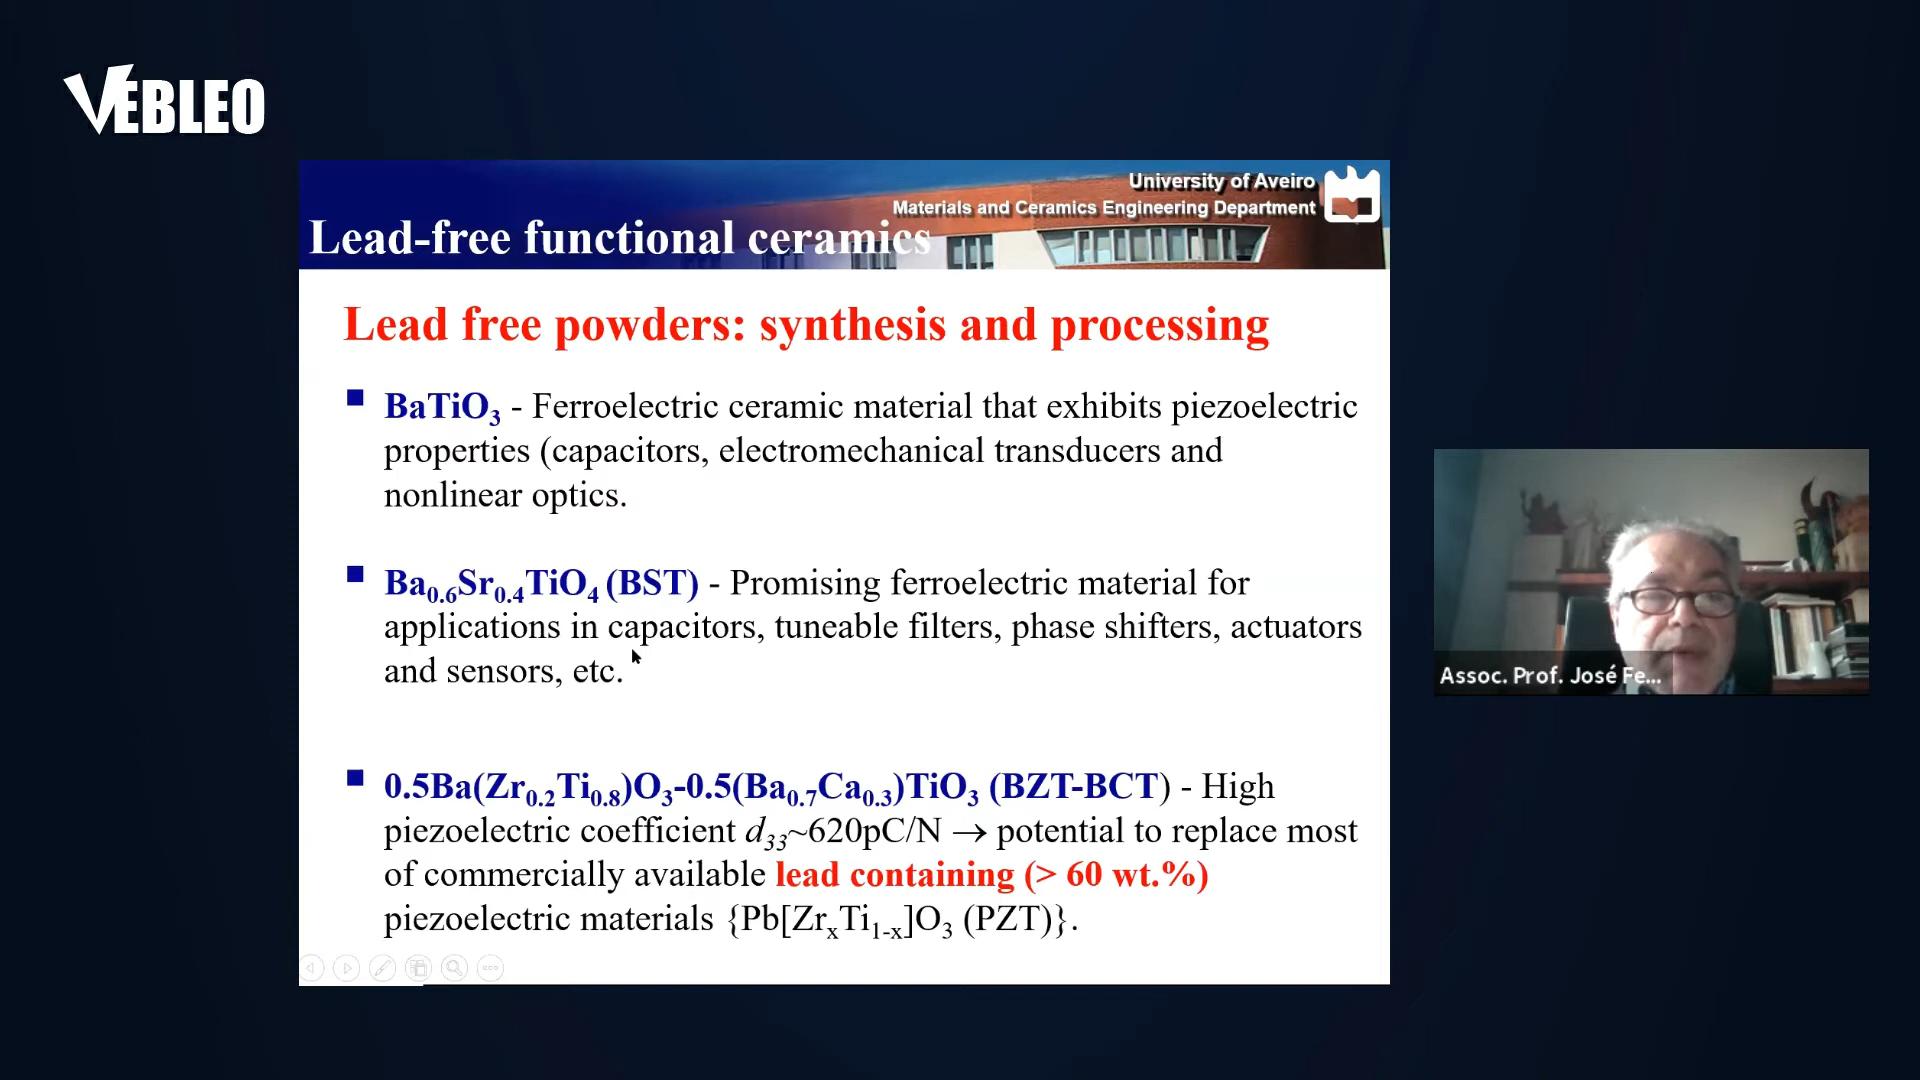 VEBLEO
University of Aveiro
Materials and Ceramics Engineering Department
Lead-free functional ceramics
Lead free powders: synthesis and processing
BaTiO₃ - Ferroelectric ceramic material that exhibits piezoelectric
properties (capacitors, electromechanical transducers and
nonlinear optics.
Ba₀.₆Sr₀.₄TiO₄ (BST) - Promising ferroelectric material for
applications in capacitors, tuneable filters, phase shifters, actuators
and sensors, etc.
0.5Ba(Zr₀.₂Ti₀.₈)O₃-0.5(Ba₀.₇Ca₀.₃)TiO₃ (BZT-BCT) - High
piezoelectric coefficient d₃₃~620pC/N → potential to replace most
of commercially available lead containing (> 60 wt.%)
piezoelectric materials {Pb[ZrₓTi₁₋ₓ]O₃ (PZT)}.
Assoc. Prof. José Fe...